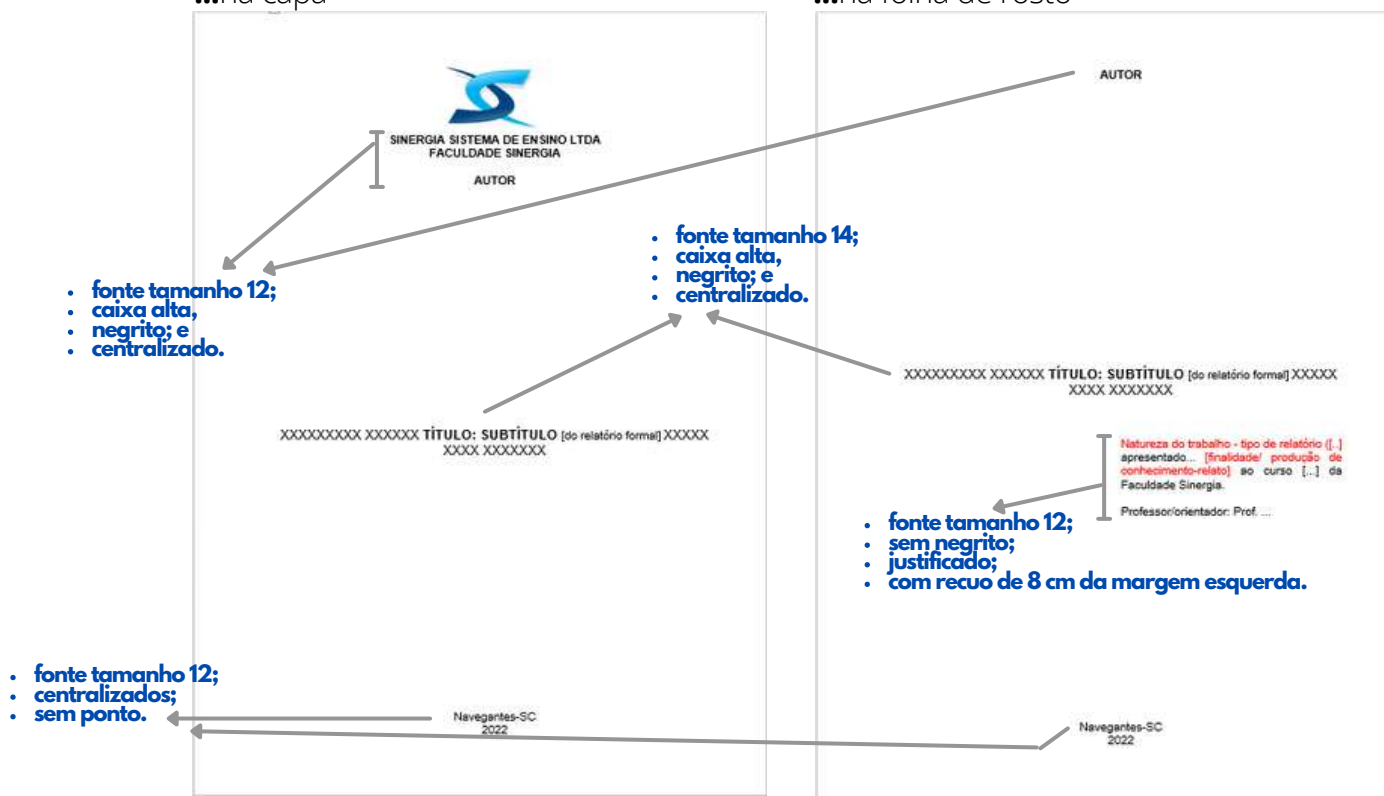 ...na capa
...na folha de rosto
SINERGIA SISTEMA DE ENSINO LTDA
FACULDADE SINERGIA
AUTOR
AUTOR
• fonte tamanho 12;
• caixa alta,
• negrito; e
• centralizado.
• fonte tamanho 14;
• caixa alta,
• negrito; e
• centralizado.
XXXXXXXXX XXXXXX TÍTULO: SUBTÍTULO [do relatório formal] XXXXX
XXXX XXXXXXX
XXXXXXXXX XXXXXX TÍTULO: SUBTÍTULO [do relatório formal] XXXXX
XXXX XXXXXXX
Natureza do trabalho - tipo de relatório ([..]
apresentado... [finalidade/ produção de
conhecimento-relato] ao curso [...] da
Faculdade Sinergia.
Professor/orientador: Prof. ...
• fonte tamanho 12;
• sem negrito;
• justificado;
• com recuo de 8 cm da margem esquerda.
• fonte tamanho 12;
• centralizados;
• sem ponto.
Navegantes-SC
2022
Navegantes-SC
2022